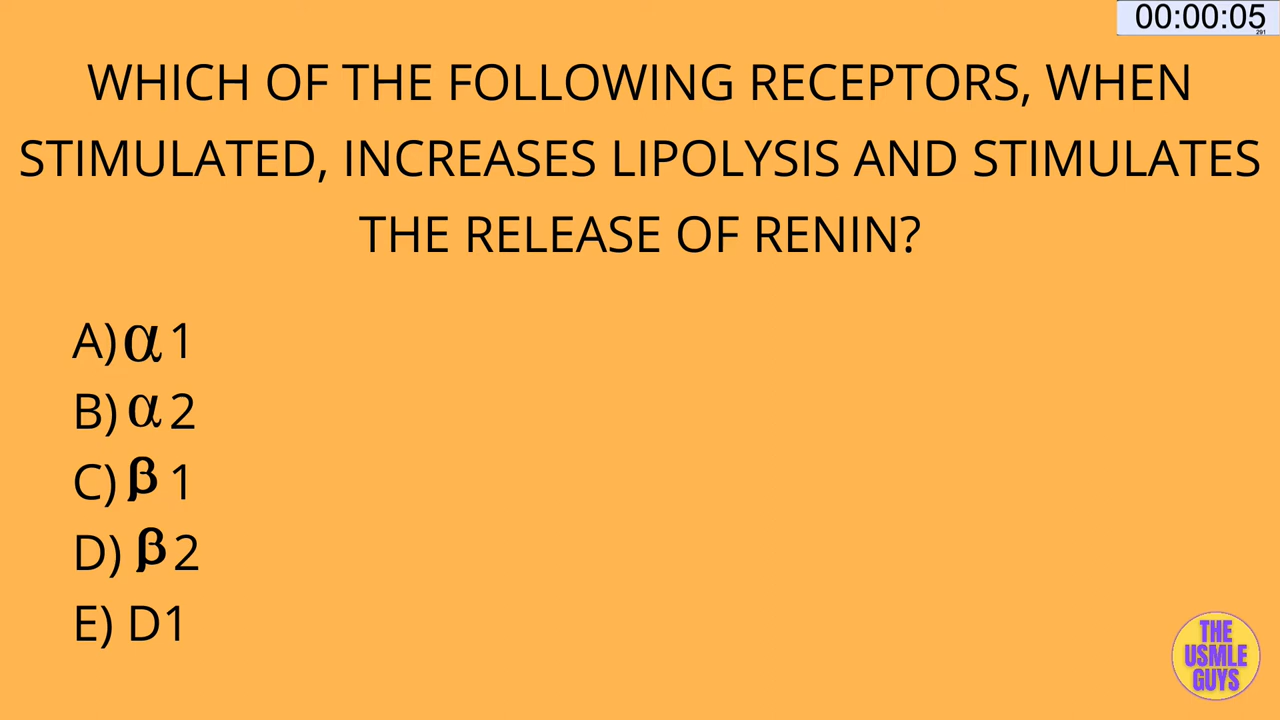 00:00:05
291
WHICH OF THE FOLLOWING RECEPTORS, WHEN
STIMULATED, INCREASES LIPOLYSIS AND STIMULATES
THE RELEASE OF RENIN?
A) α 1
B) α 2
C) β 1
D) β 2
E) D1
THE
USMLE
GUYS